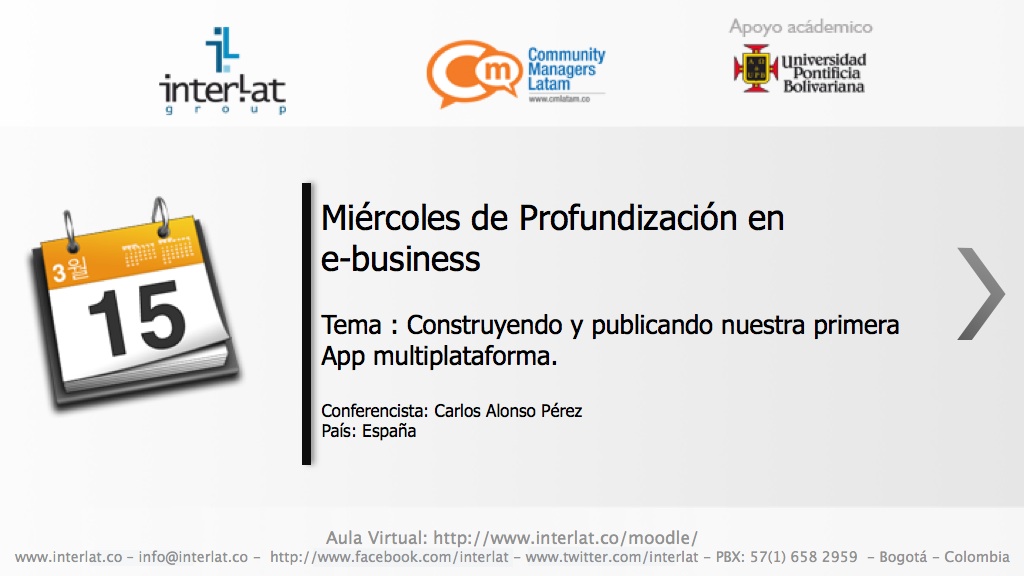 interlat
group
Cm
Community
Managers
Latam
www.cmlatam.co
Apoyo académico
Universidad
Pontificia
Bolivariana
15
Miércoles de Profundización en
e-business
Tema : Construyendo y publicando nuestra primera
App multiplataforma.
Conferencista: Carlos Alonso Pérez
País: España
Aula Virtual: http://www.interlat.co/moodle/
www.interlat.co – info@interlat.co – http://www.facebook.com/interlat – www.twitter.com/interlat – PBX: 57(1) 658 2959 – Bogotá – Colombia